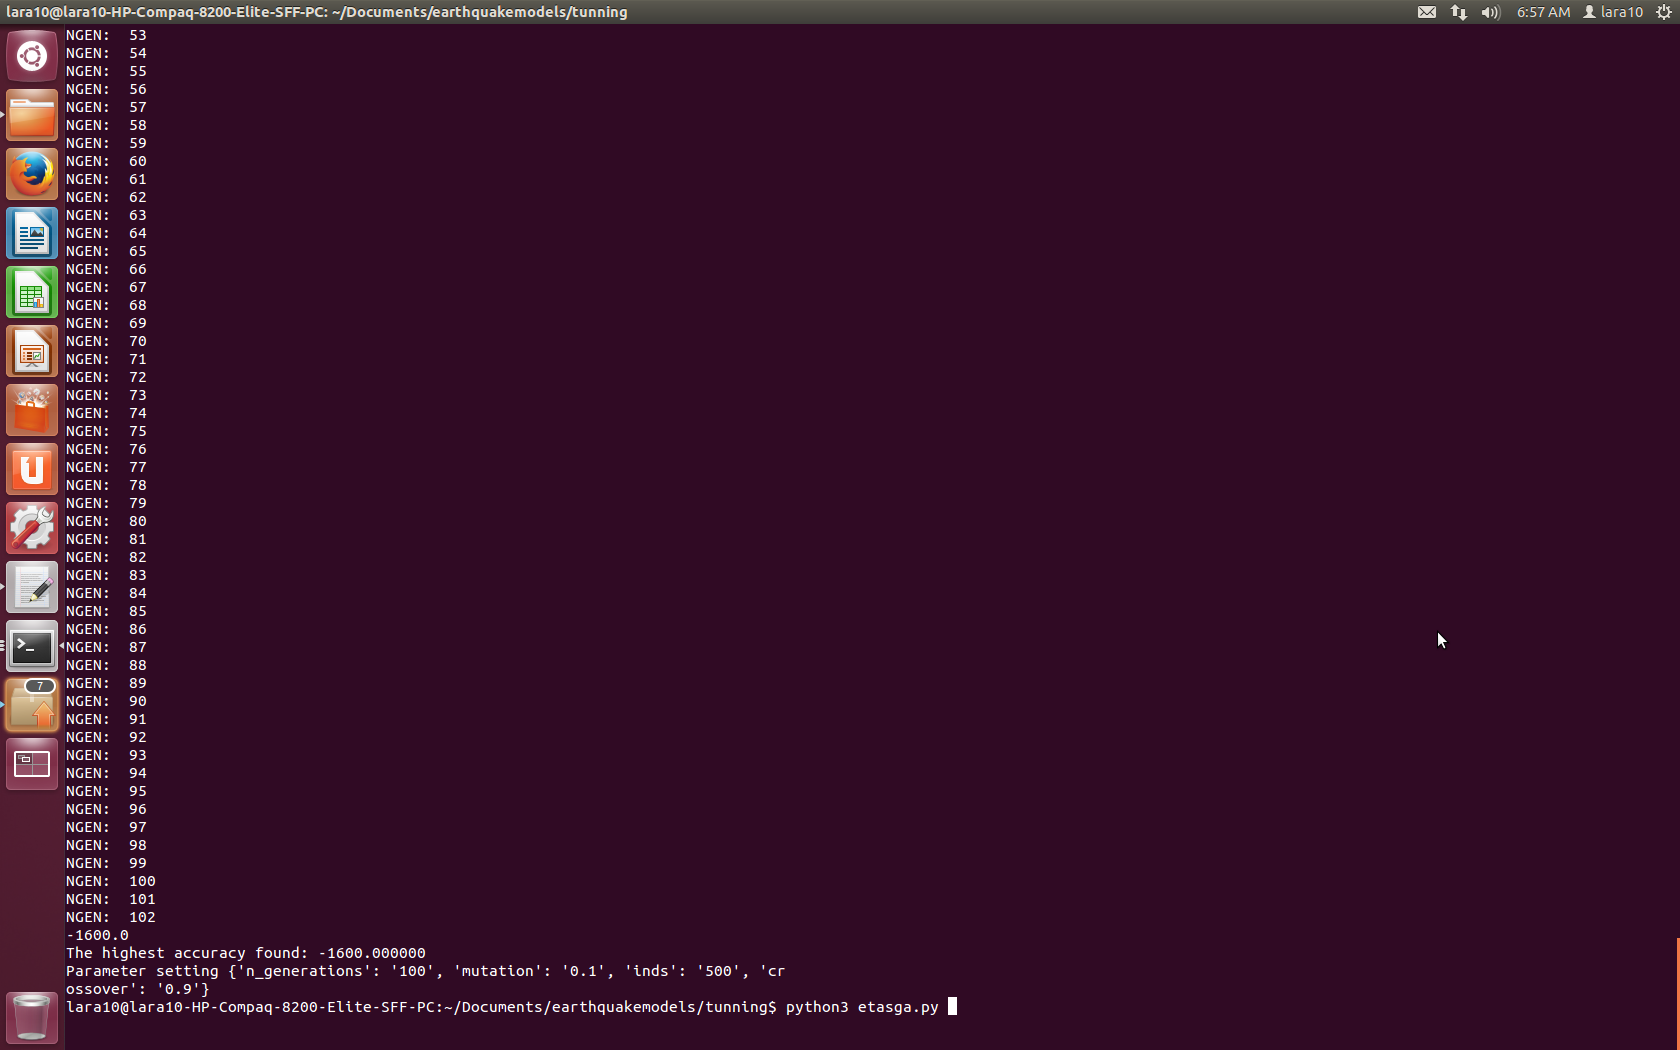 lara10@lara10-HP-Compaq-8200-Elite-SFF-PC: ~/Documents/earthquakemodels/tunning
6:57 AM
lara10
NGEN:  53
NGEN:  54
NGEN:  55
NGEN:  56
NGEN:  57
NGEN:  58
NGEN:  59
NGEN:  60
NGEN:  61
NGEN:  62
NGEN:  63
NGEN:  64
NGEN:  65
NGEN:  66
NGEN:  67
NGEN:  68
NGEN:  69
NGEN:  70
NGEN:  71
NGEN:  72
NGEN:  73
NGEN:  74
NGEN:  75
NGEN:  76
NGEN:  77
NGEN:  78
NGEN:  79
NGEN:  80
NGEN:  81
NGEN:  82
NGEN:  83
NGEN:  84
NGEN:  85
NGEN:  86
NGEN:  87
NGEN:  88
NGEN:  89
NGEN:  90
NGEN:  91
NGEN:  92
NGEN:  93
NGEN:  94
NGEN:  95
NGEN:  96
NGEN:  97
NGEN:  98
NGEN:  99
NGEN:  100
NGEN:  101
NGEN:  102
-1600.0
The highest accuracy found: -1600.000000
Parameter setting {'n_generations': '100', 'mutation': '0.1', 'inds': '500', 'cr
ossover': '0.9'}
lara10@lara10-HP-Compaq-8200-Elite-SFF-PC:~/Documents/earthquakemodels/tunning$ python3 etasga.py
7